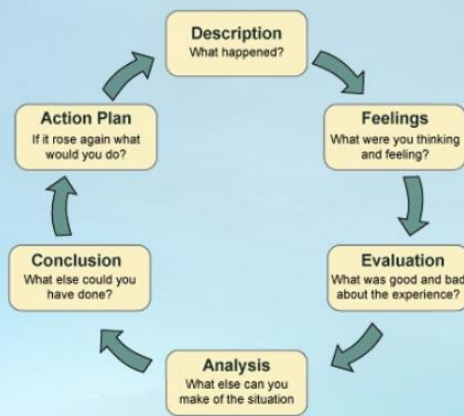 Description
What happened?
Feelings
What were you thinking
and feeling?
Evaluation
What was good and bad
about the experience?
Analysis
What else can you
make of the situation
Conclusion
What else could you
have done?
Action Plan
If it rose again what
would you do?